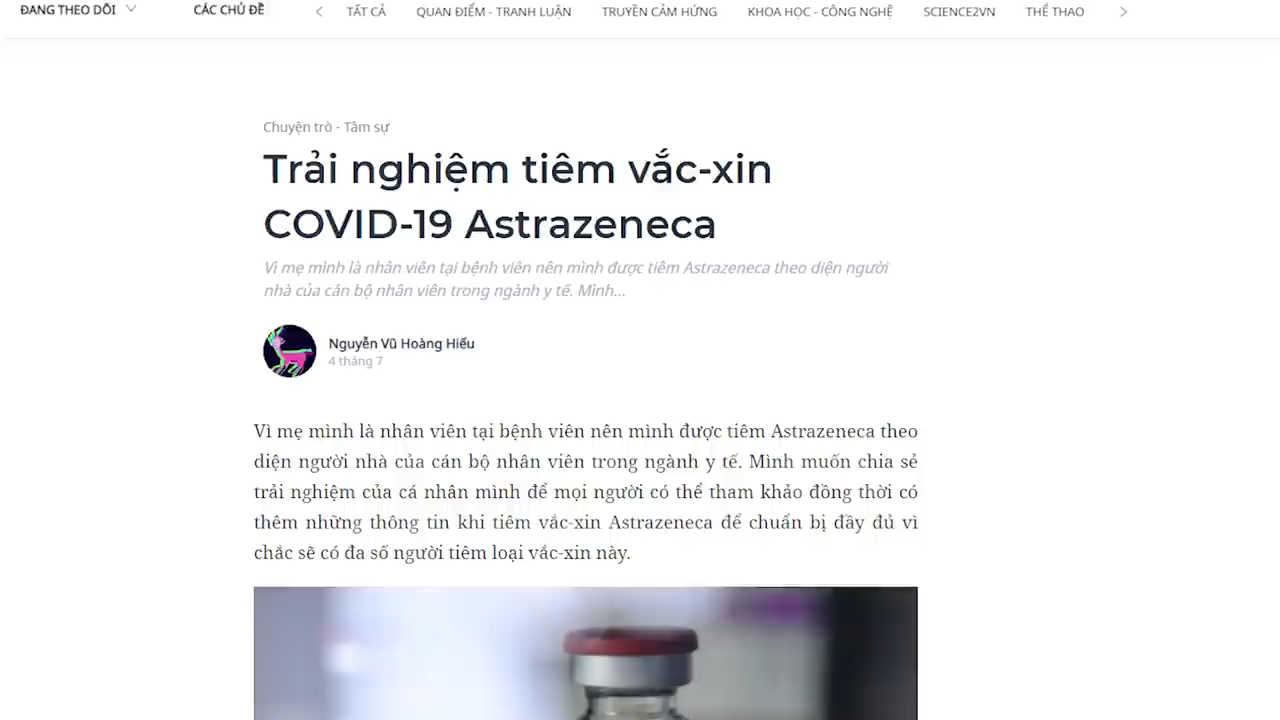 ĐANG THEO DÕI CÁC CHỦ ĐỀ TẤT CẢ QUAN ĐIỂM - TRANH LUẬN TRUYỀN CẢM HỨNG KHOA HỌC - CÔNG NGHỆ SCIENCE2VN THỂ THAO
Chuyện trò - Tâm sự
Trải nghiệm tiêm vắc-xin
COVID-19 Astrazeneca
Vì mẹ mình là nhân viên tại bệnh viên nên mình được tiêm Astrazeneca theo diện người
nhà của cán bộ nhân viên trong ngành y tế. Mình...
Nguyễn Vũ Hoàng Hiếu
4 tháng 7
Vì mẹ mình là nhân viên tại bệnh viên nên mình được tiêm Astrazeneca theo
diện người nhà của cán bộ nhân viên trong ngành y tế. Mình muốn chia sẻ
trải nghiệm của cá nhân mình để mọi người có thể tham khảo đồng thời có
thêm những thông tin khi tiêm vắc-xin Astrazeneca để chuẩn bị đầy đủ vì
chắc sẽ có đa số người tiêm loại vắc-xin này.